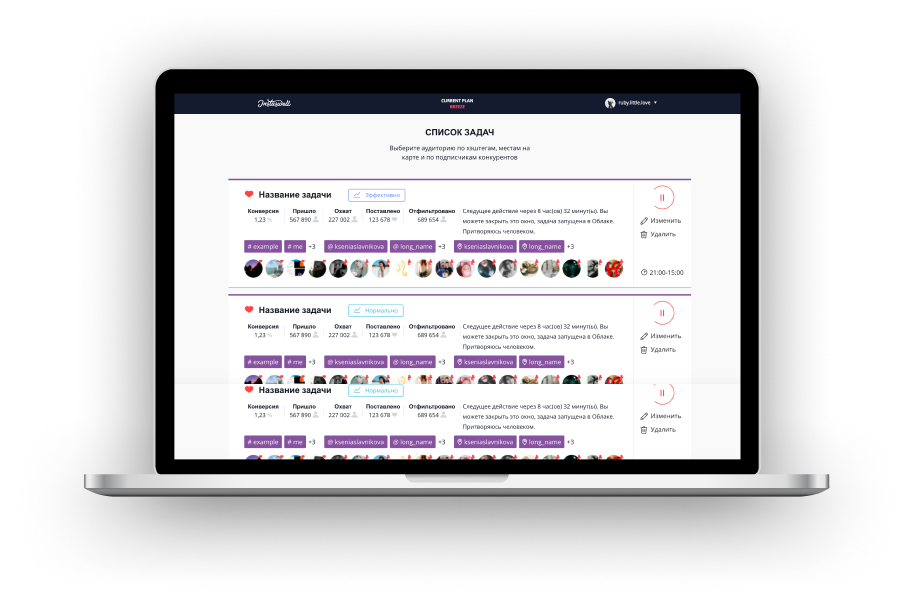 Instaswall
CURRENT PLAN
BREEZE
ruby.little.love
СПИСОК ЗАДАЧ
Выберите аудиторию по хэштегам, местам на
карте и по подписчикам конкурентов
Название задачи
Эффективно
Конверсия Пришло Охват Поставлено Отфильтровано
1,23 % 567 890 227 002 123 678 689 654
Следущее действие через 8 час(ов) 32 минут(ы). Вы
можете закрыть это окно, задача запущена в Облаке.
Притворяюсь человеком.
Изменить
Удалить
# example # me +3 @ kseniaslavnikova @ long_name +3 kseniaslavnikova long_name +3
21:00-15:00
Название задачи
Нормально
Конверсия Пришло Охват Поставлено Отфильтровано
1,23 % 567 890 227 002 123 678 689 654
Следущее действие через 8 час(ов) 32 минут(ы). Вы
можете закрыть это окно, задача запущена в Облаке.
Притворяюсь человеком.
Изменить
Удалить
# example # me +3 @ kseniaslavnikova @ long_name +3 kseniaslavnikova long_name +3
Название задачи
Нормально
Конверсия Пришло Охват Поставлено Отфильтровано
1,23 % 567 890 227 002 123 678 689 654
Следущее действие через 8 час(ов) 32 минут(ы). Вы
можете закрыть это окно, задача запущена в Облаке.
Притворяюсь человеком.
Изменить
Удалить
# example # me +3 @ kseniaslavnikova @ long_name +3 kseniaslavnikova long_name +3